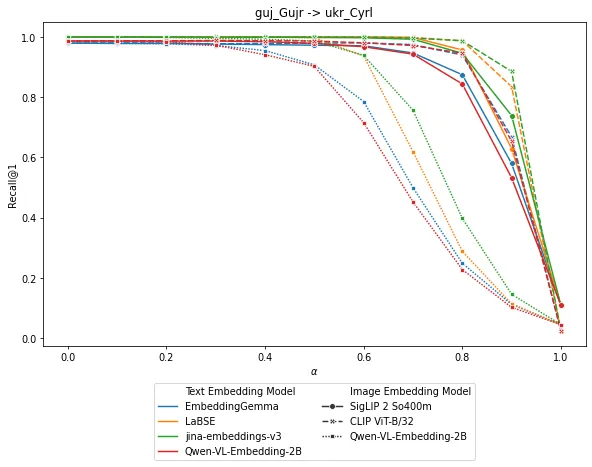 guj_Gujr -> ukr_Cyrl
Recall@1
1.0
0.8
0.6
0.4
0.2
0.0
0.0 0.2 0.4 0.6 0.8 1.0
α
Text Embedding Model
EmbeddingGemma
LaBSE
jina-embeddings-v3
Qwen-VL-Embedding-2B
Image Embedding Model
SigLIP 2 So400m
CLIP ViT-B/32
Qwen-VL-Embedding-2B